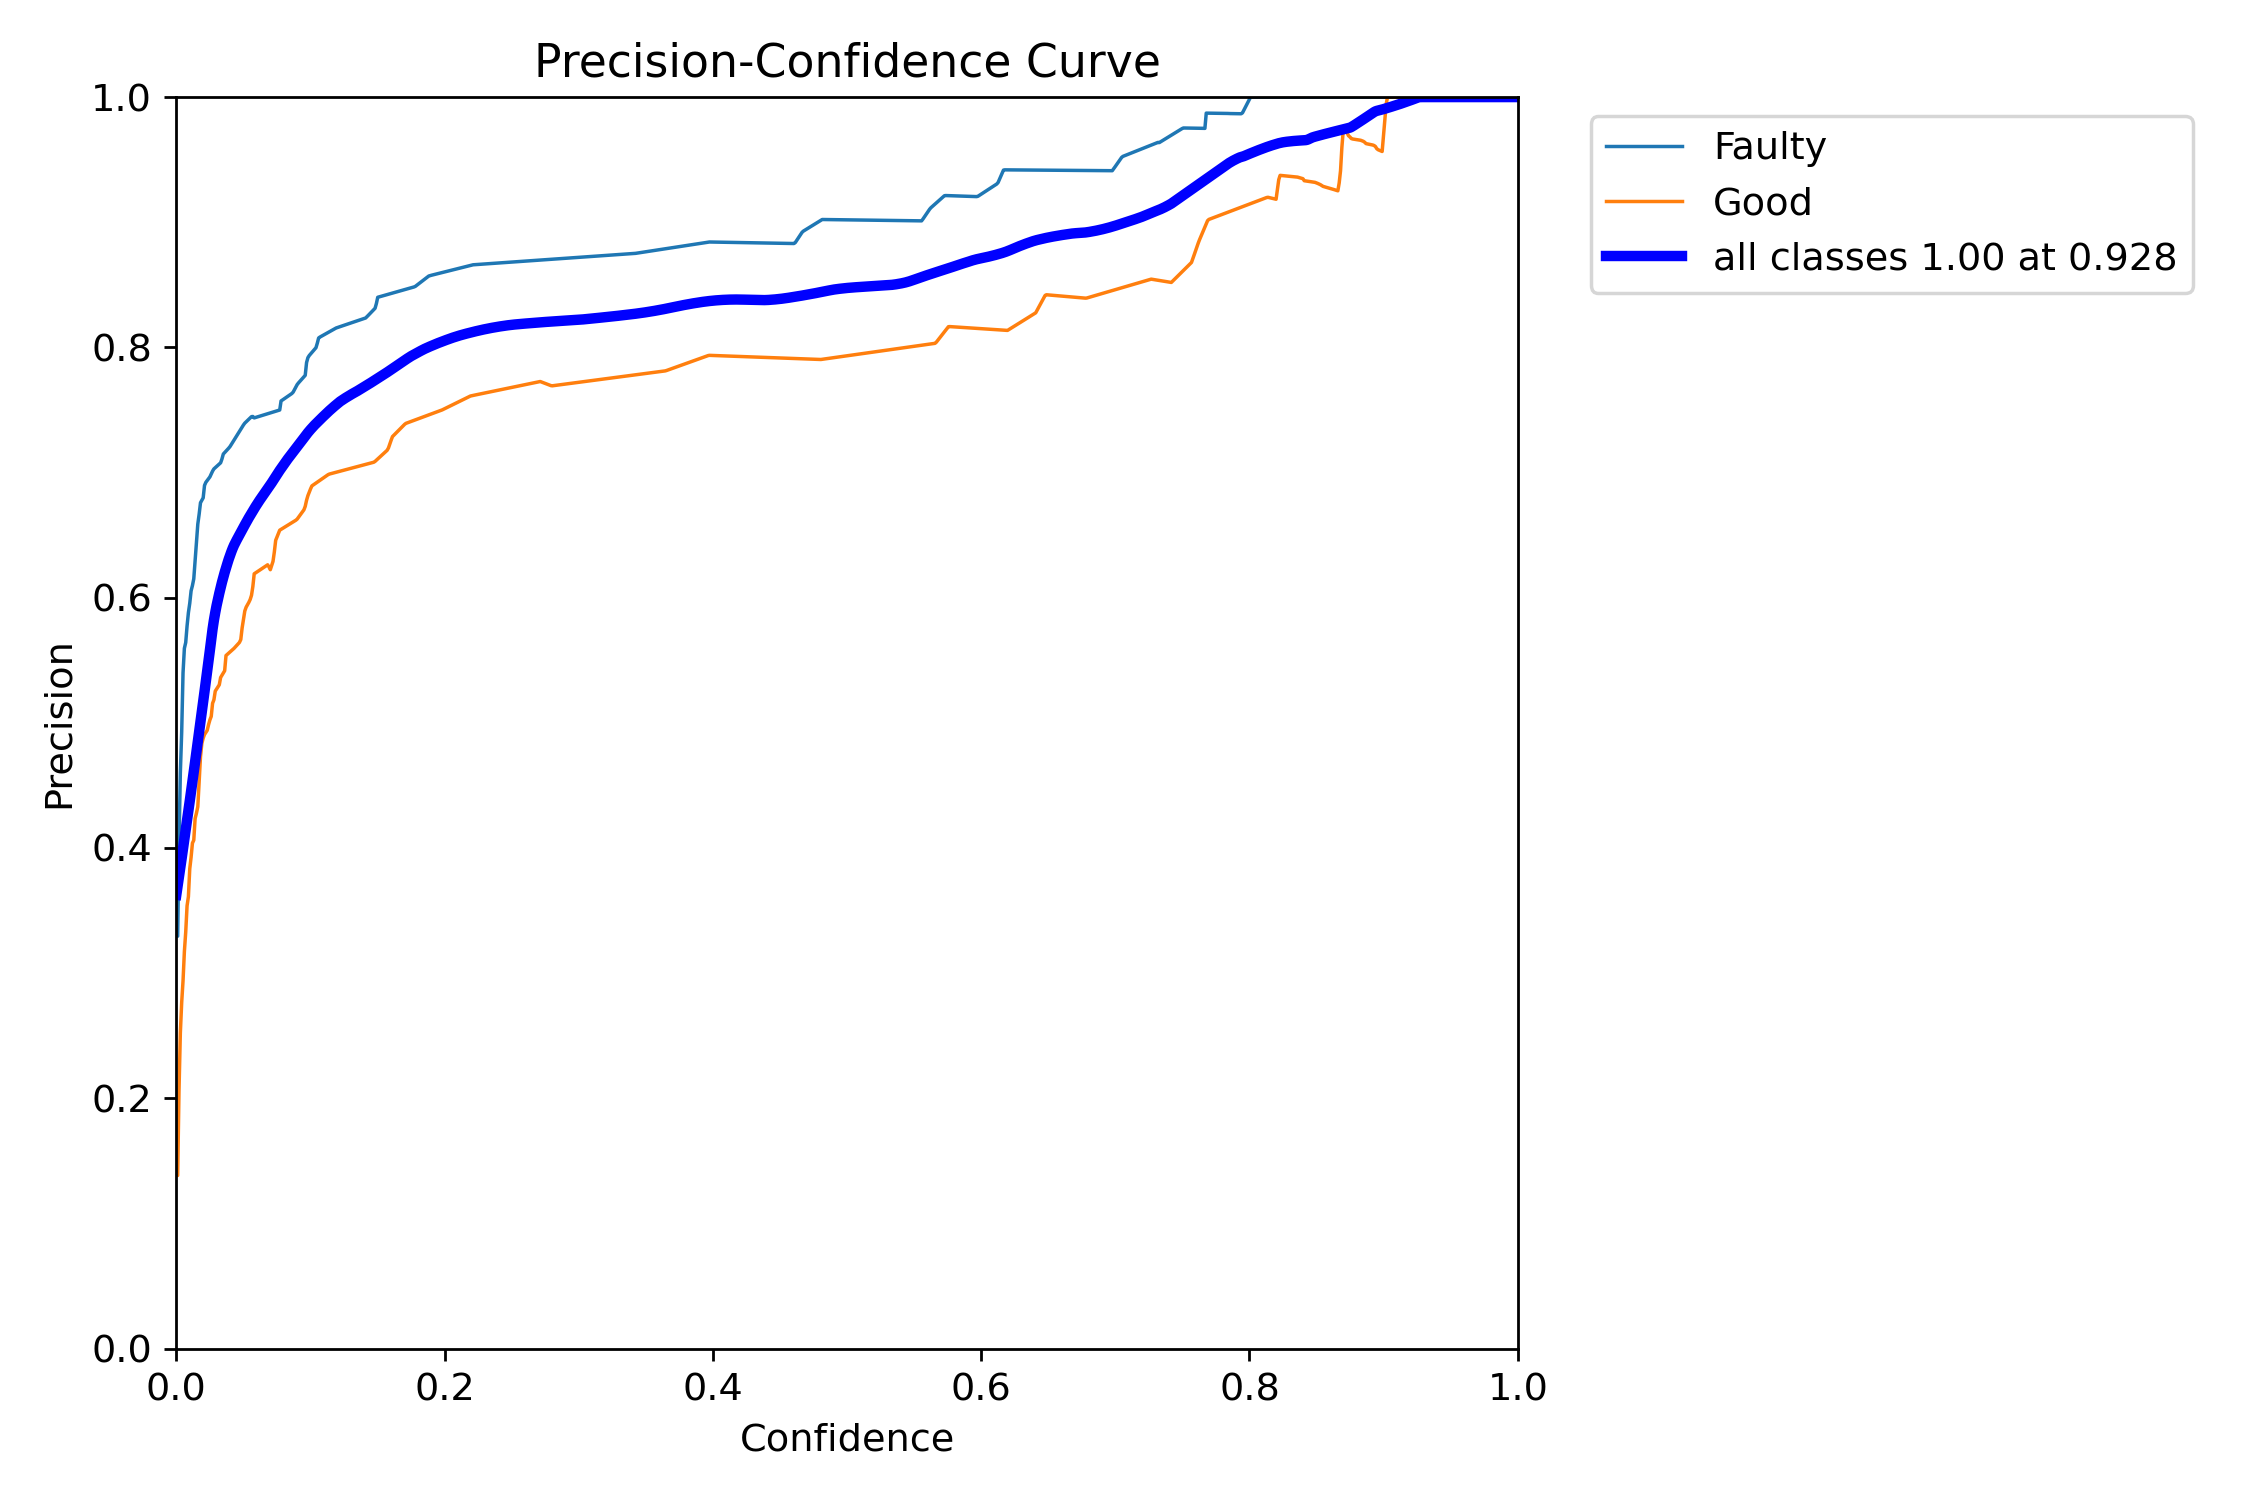 Precision-Confidence Curve
1.0
0.8
0.6
0.4
0.2
0.0
Precision
0.0 0.2 0.4 0.6 0.8 1.0
Confidence
Faulty
Good
all classes 1.00 at 0.928